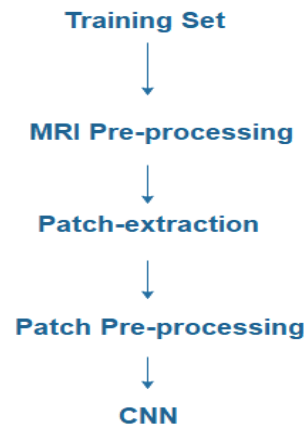 Training Set
MRI Pre-processing
Patch-extraction
Patch Pre-processing
CNN